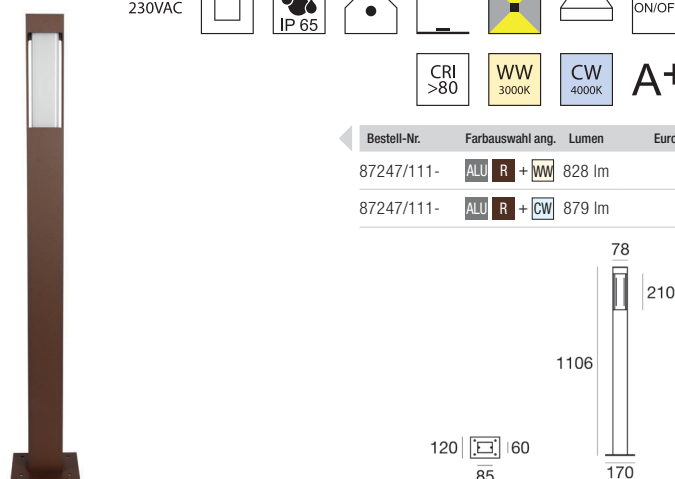 230VAC
IP 65
ON/OF
CRI >80
WW 3000K
CW 4000K
A+
Bestell-Nr. Farbauswahl ang. Lumen Euro
87247/111- ALU R + WW 828 lm
87247/111- ALU R + CW 879 lm
78
210
1106
120 60
85
170